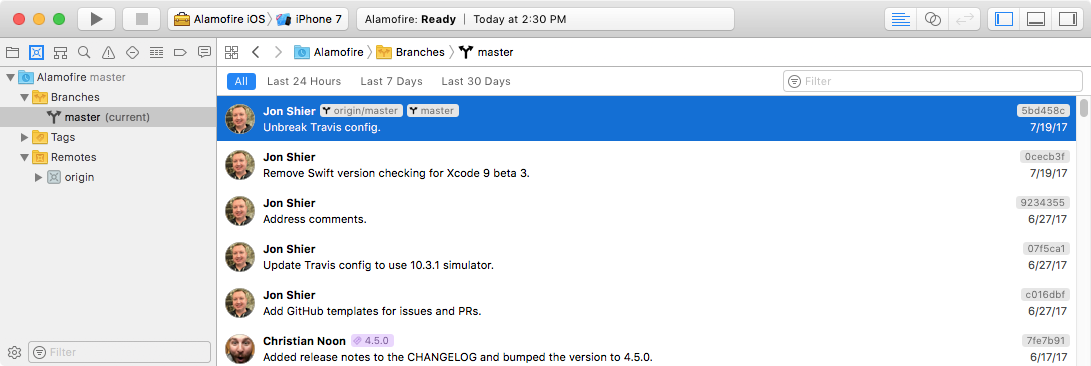 Alamofire iOS iPhone 7
Alamofire: Ready | Today at 2:30 PM
Alamofire master
Branches
master (current)
Tags
Remotes
origin
Filter
Alamofire Branches master
All Last 24 Hours Last 7 Days Last 30 Days
Filter
Jon Shier origin/master master 5bd458c
Unbreak Travis config. 7/19/17
Jon Shier 0cecb3f
Remove Swift version checking for Xcode 9 beta 3. 7/19/17
Jon Shier 9234355
Address comments. 6/27/17
Jon Shier 07f5ca1
Update Travis config to use 10.3.1 simulator. 6/27/17
Jon Shier c016dbf
Add GitHub templates for issues and PRs. 6/27/17
Christian Noon 4.5.0 7fe7b91
Added release notes to the CHANGELOG and bumped the version to 4.5.0. 6/17/17